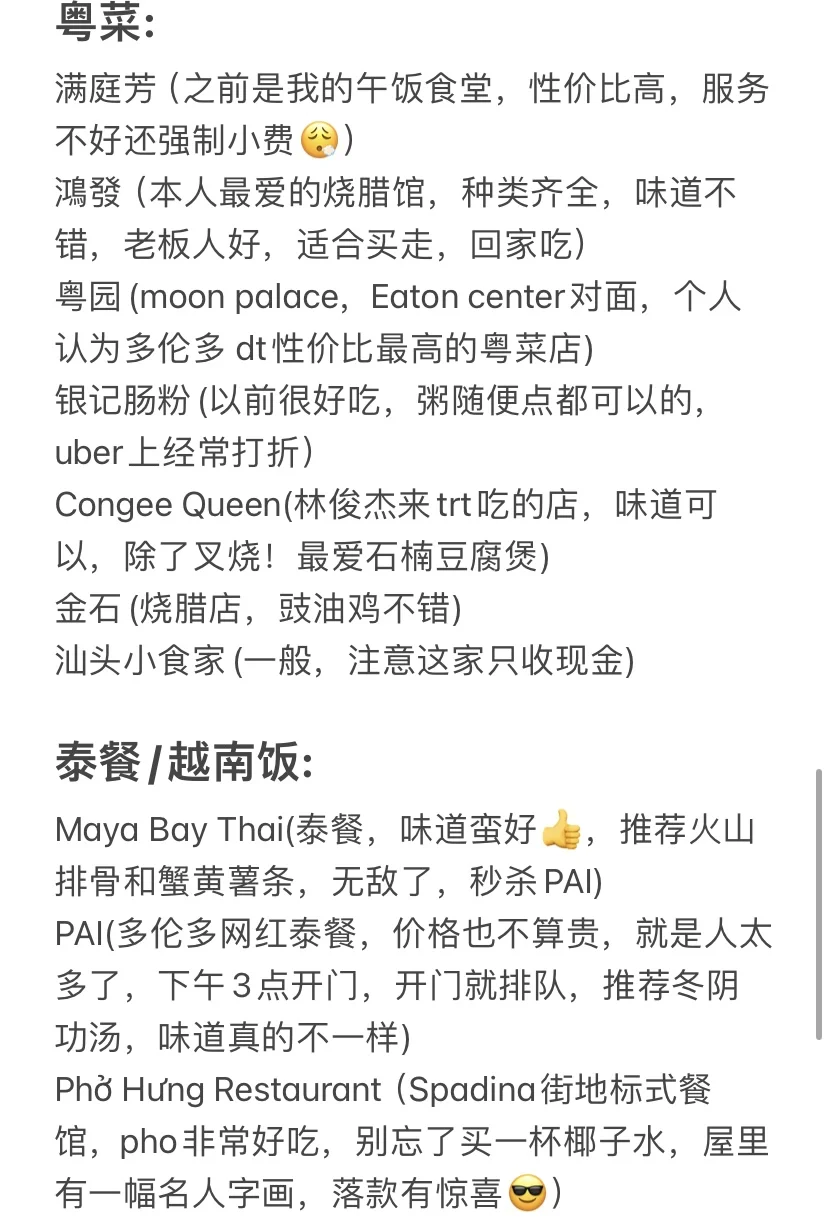 粤菜:
满庭芳（之前是我的午饭食堂，性价比高，服务
不好还强制小费😮‍💨）
鴻發（本人最爱的烧腊馆，种类齐全，味道不
错，老板人好，适合买走，回家吃）
粤园(moon palace，Eaton center对面，个人
认为多伦多 dt性价比最高的粤菜店)
银记肠粉(以前很好吃，粥随便点都可以的，
uber上经常打折）
Congee Queen(林俊杰来trt吃的店，味道可
以，除了叉烧！最爱石楠豆腐煲)
金石(烧腊店，豉油鸡不错)
汕头小食家(一般，注意这家只收现金)
泰餐/越南饭:
Maya Bay Thai(泰餐，味道蛮好👍，推荐火山
排骨和蟹黄薯条，无敌了，秒杀PAI)
PAI(多伦多网红泰餐，价格也不算贵，就是人太
多了，下午3点开门，开门就排队，推荐冬阴
功汤，味道真的不一样)
Phở Hưng Restaurant（Spadina街地标式餐
馆，pho非常好吃，别忘了买一杯椰子水，屋里
有一幅名人字画，落款有惊喜😎）